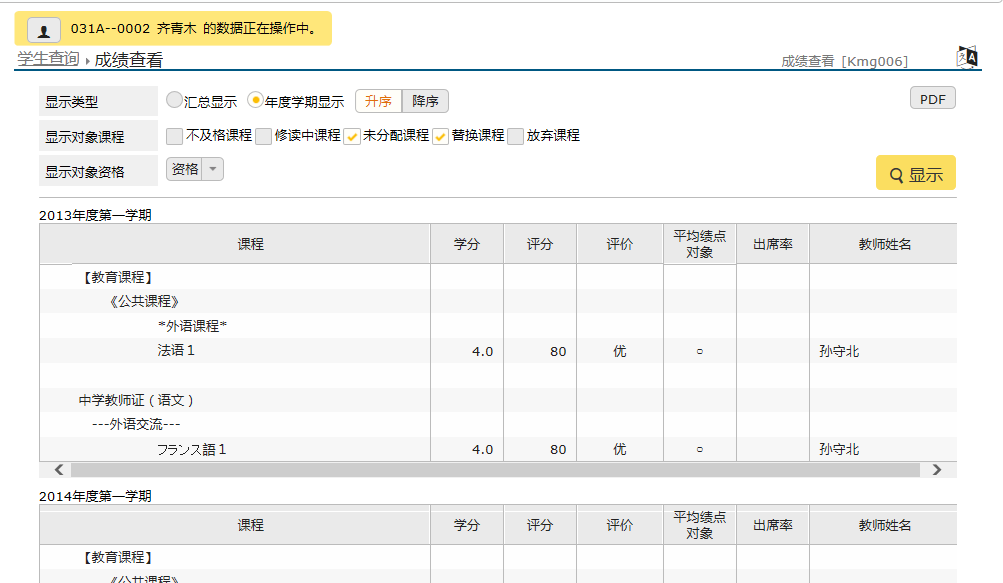 031A--0002 齐青木 的数据正在操作中。
学生查询 › 成绩查看 成绩查看 [Kmg006]
显示类型 汇总显示 年度学期显示 升序 降序 PDF
显示对象课程 不及格课程 修读中课程 未分配课程 替换课程 放弃课程
显示对象资格 资格 显示
2013年度第一学期
课程 学分 评分 评价 平均绩点对象 出席率 教师姓名
【教育课程】
《公共课程》
*外语课程*
法语１ 4.0 80 优 ○ 孙守北
中学教师证（语文）
---外语交流---
フランス語１ 4.0 80 优 ○ 孙守北
2014年度第一学期
课程 学分 评分 评价 平均绩点对象 出席率 教师姓名
【教育课程】
《公共课程》